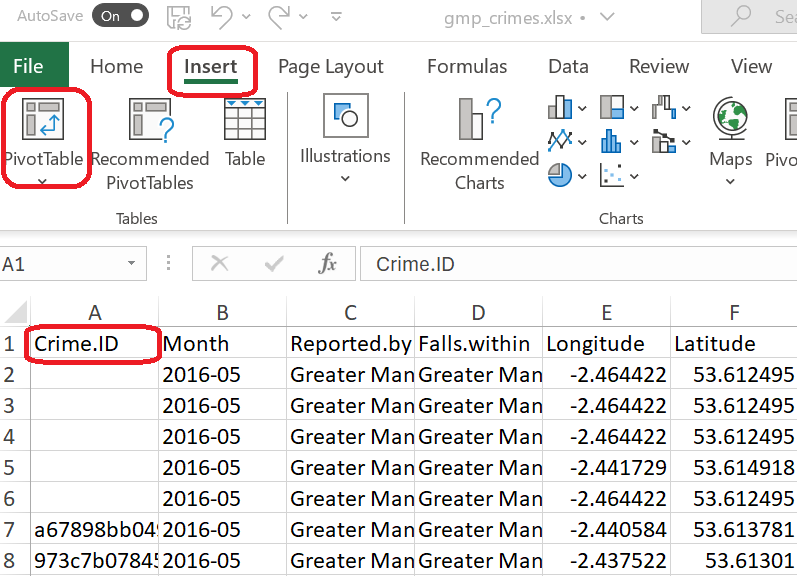 AutoSave On gmp_crimes.xlsx • Sea
File Home Insert Page Layout Formulas Data Review View
PivotTable Recommended PivotTables Table Illustrations Recommended Charts Maps Pivo
Tables Charts
A1 fx Crime.ID
A B C D E F
1 Crime.ID Month Reported.by Falls.within Longitude Latitude
2 2016-05 Greater Man Greater Man -2.464422 53.612495
3 2016-05 Greater Man Greater Man -2.464422 53.612495
4 2016-05 Greater Man Greater Man -2.464422 53.612495
5 2016-05 Greater Man Greater Man -2.441729 53.614918
6 2016-05 Greater Man Greater Man -2.464422 53.612495
7 a67898bb049 2016-05 Greater Man Greater Man -2.440584 53.613781
8 973c7b07845 2016-05 Greater Man Greater Man -2.437522 53.61301